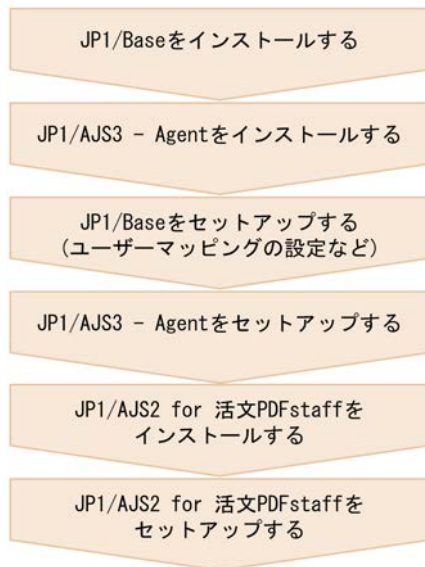 JP1/Baseをインストールする
JP1/AJS3 - Agentをインストールする
JP1/Baseをセットアップする
(ユーザーマッピングの設定など)
JP1/AJS3 - Agentをセットアップする
JP1/AJS2 for 活文PDFstaffを
インストールする
JP1/AJS2 for 活文PDFstaffを
セットアップする